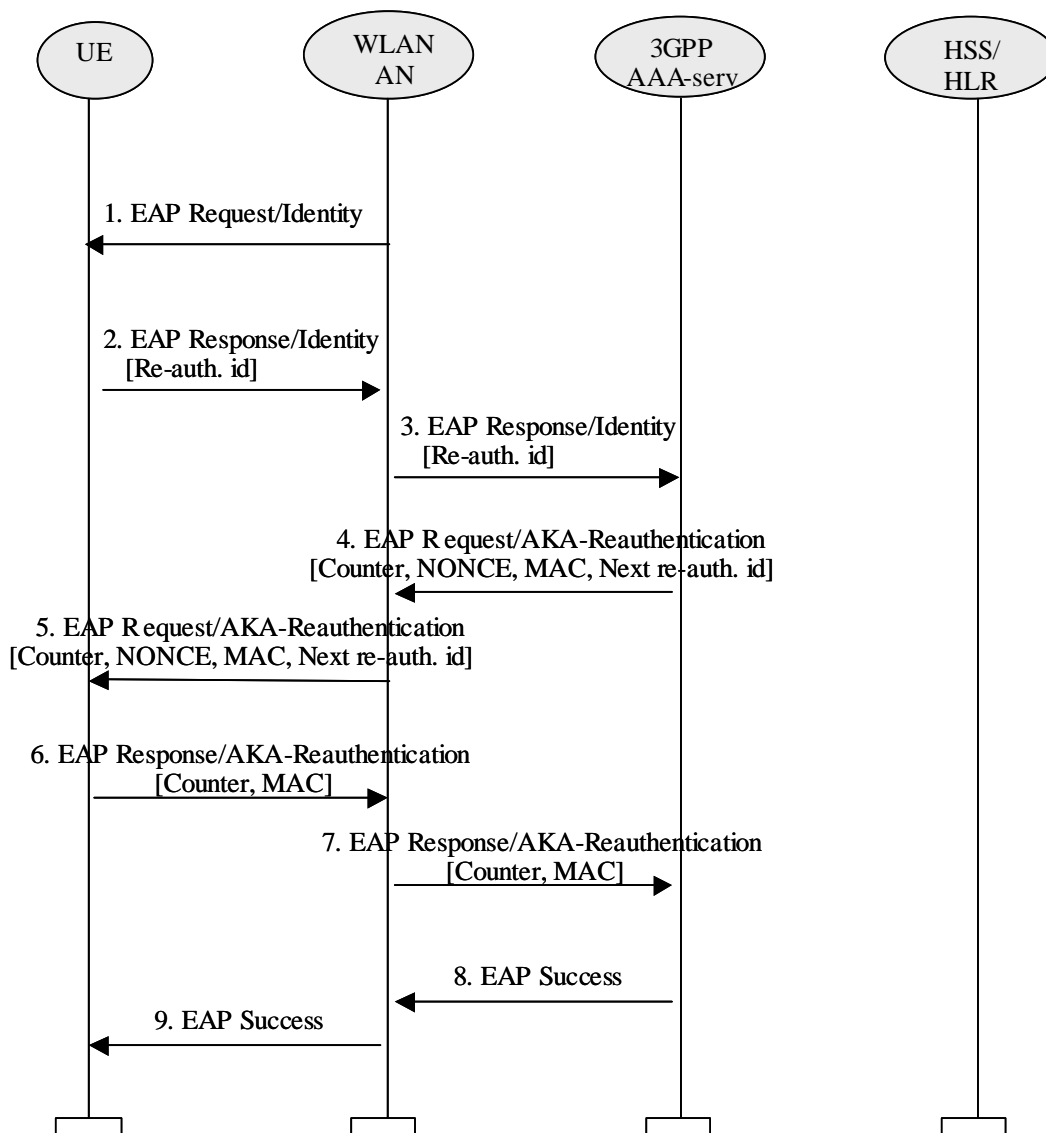 UE
WLAN
AN
3GPP
AAA-serv
HSS/
HLR
1. EAP Request/Identity
2. EAP Response/Identity
[Re-auth. id]
3. EAP Response/Identity
[Re-auth. id]
4. EAP Request/AKA-Reauthentication
[Counter, NONCE, MAC, Next re-auth. id]
5. EAP Request/AKA-Reauthentication
[Counter, NONCE, MAC, Next re-auth. id]
6. EAP Response/AKA-Reauthentication
[Counter, MAC]
7. EAP Response/AKA-Reauthentication
[Counter, MAC]
8. EAP Success
9. EAP Success